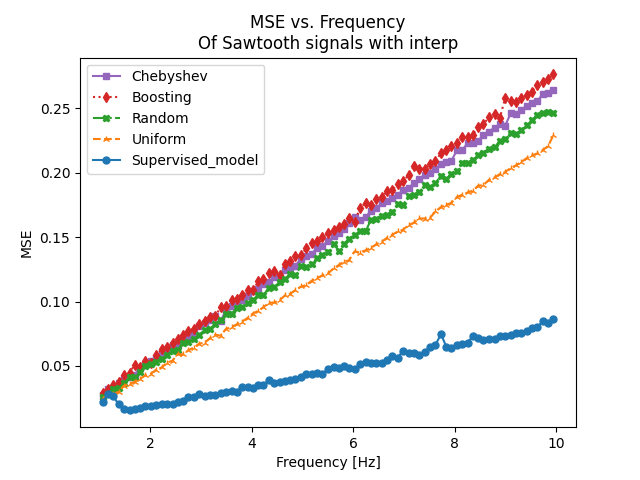 MSE vs. Frequency
Of Sawtooth signals with interp
Chebyshev
Boosting
Random
Uniform
Supervised_model
0.25
0.20
0.15
0.10
0.05
MSE
2
4
6
8
10
Frequency [Hz]